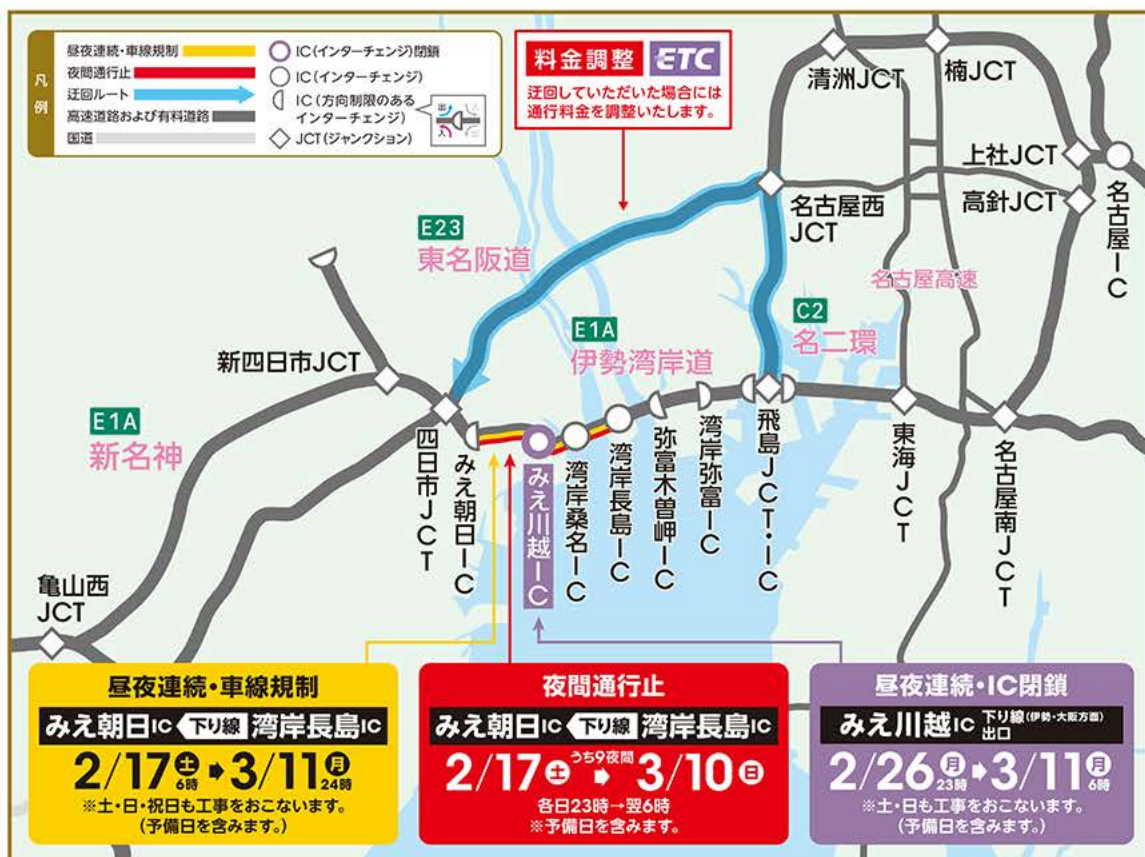 凡例
昼夜連続・車線規制
夜間通行止
迂回ルート
高速道路および有料道路
国道
IC(インターチェンジ)閉鎖
IC(インターチェンジ)
IC(方向制限のある
インターチェンジ)
JCT(ジャンクション)
出
入
料金調整 ETC
迂回していただいた場合には
通行料金を調整いたします。
清洲JCT
楠JCT
上社JCT
高針JCT
名古屋IC
名古屋西
JCT
E23
東名阪道
名古屋高速
C2
名二環
E1A
伊勢湾岸道
新四日市JCT
E1A
新名神
四日市JCT
みえ朝日IC
みえ川越IC
湾岸桑名IC
湾岸長島IC
弥富木曽岬IC
湾岸弥富IC
飛島JCT・IC
東海JCT
名古屋南JCT
亀山西
JCT
昼夜連続・車線規制
みえ朝日IC 下り線 湾岸長島IC
2/17土6時 3/11月24時
※土・日・祝日も工事をおこないます。
(予備日を含みます。)
夜間通行止
みえ朝日IC 下り線 湾岸長島IC
2/17土 うち9夜間 3/10日
各日23時→翌6時
※予備日を含みます。
昼夜連続・IC閉鎖
みえ川越IC 下り線(伊勢・大阪方面)
出口
2/26月23時 3/11月6時
※土・日も工事をおこないます。
(予備日を含みます。)